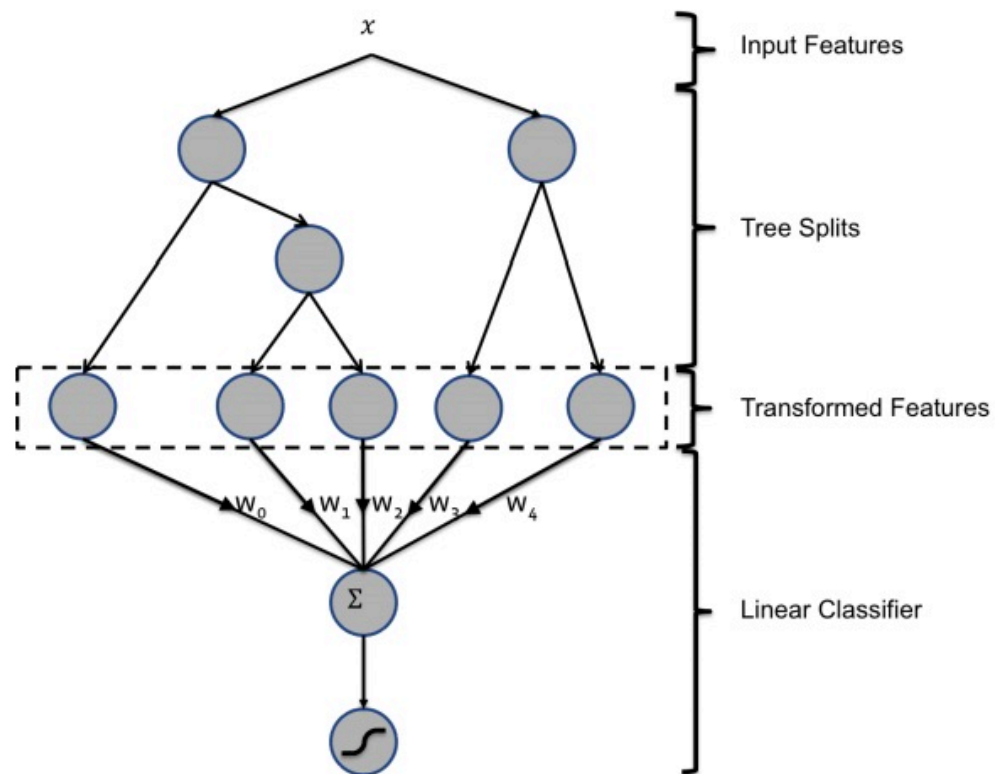 x
Input Features
Tree Splits
Transformed Features
W₀ W₁ W₂ W₃ W₄
Σ
Linear Classifier